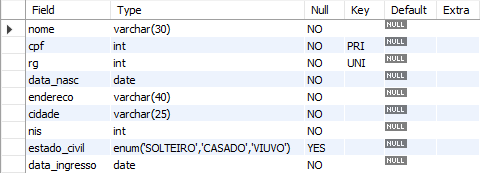 Field Type Null Key Default Extra
nome varchar(30) NO NULL
cpf int NO PRI NULL
rg int NO UNI NULL
data_nasc date NO NULL
endereco varchar(40) NO NULL
cidade varchar(25) NO NULL
nis int NO NULL
estado_civil enum('SOLTEIRO','CASADO','VIUVO') YES NULL
data_ingresso date NO NULL